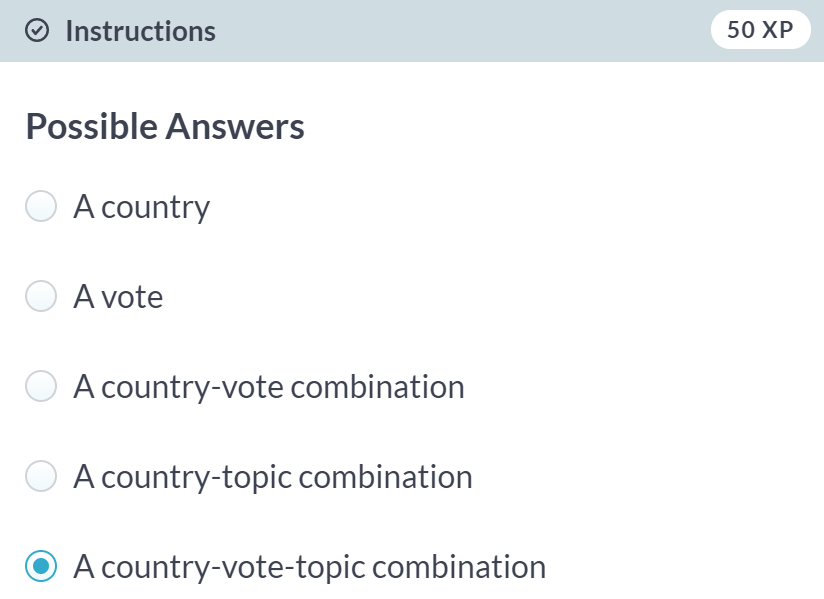 Instructions
50 XP
Possible Answers
A country
A vote
A country-vote combination
A country-topic combination
A country-vote-topic combination